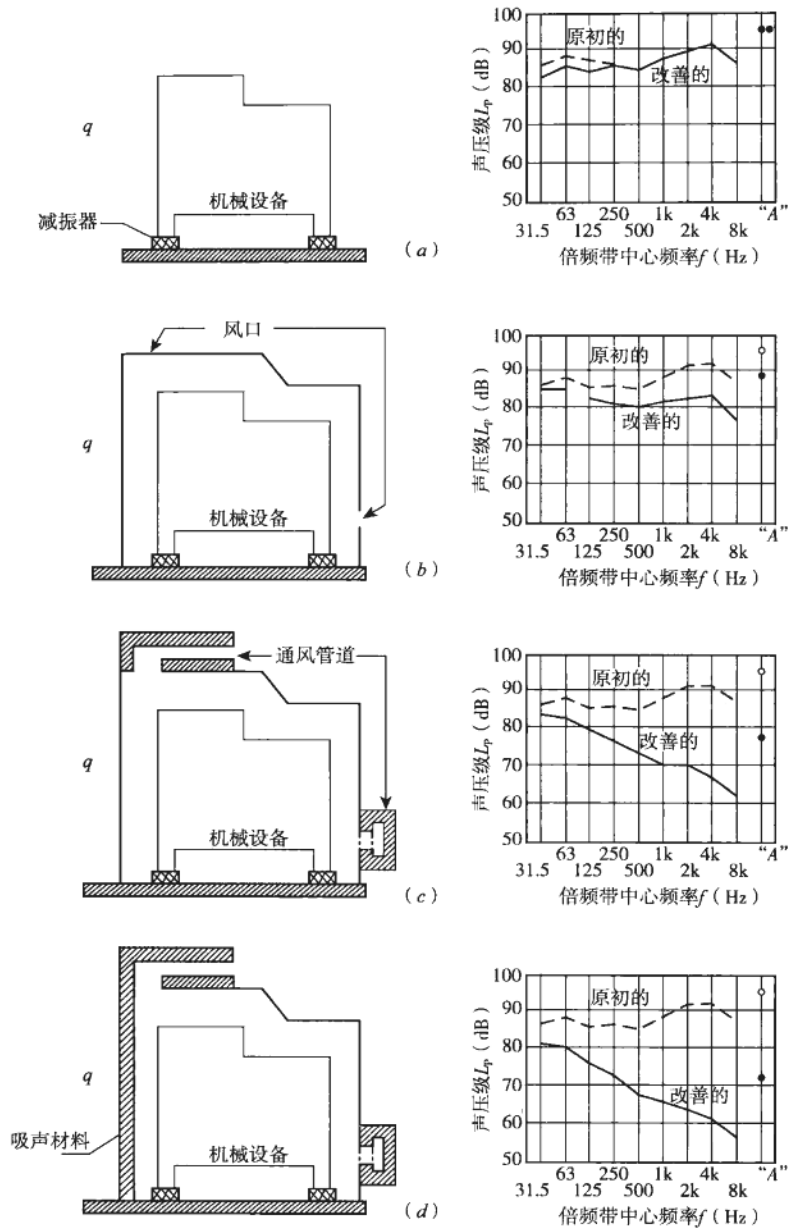 q
减振器
机械设备
(a)
100
90
80
70
60
50
声压级Lp(dB)
原初的
改善的
63 250 1k 4k “A”
31.5 125 500 2k 8k
倍频带中心频率f(Hz)
风口
q
机械设备
(b)
100
90
80
70
60
50
声压级Lp(dB)
原初的
改善的
63 250 1k 4k “A”
31.5 125 500 2k 8k
倍频带中心频率f(Hz)
通风管道
q
机械设备
(c)
100
90
80
70
60
50
声压级Lp(dB)
原初的
改善的
63 250 1k 4k “A”
31.5 125 500 2k 8k
倍频带中心频率f(Hz)
q
吸声材料
机械设备
(d)
100
90
80
70
60
50
声压级Lp(dB)
原初的
改善的
63 250 1k 4k “A”
31.5 125 500 2k 8k
倍频带中心频率f(Hz)